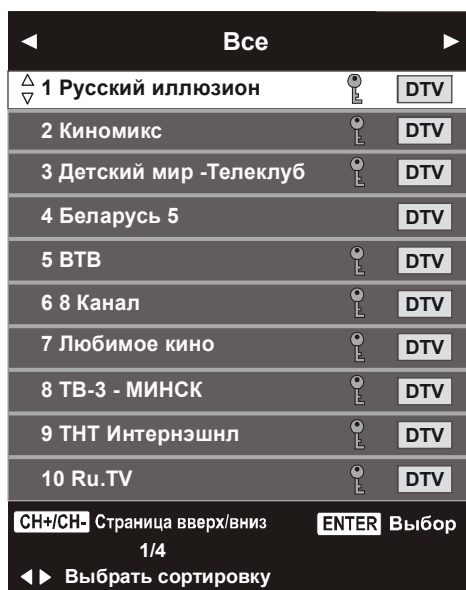 Все
1 Русский иллюзион DTV
2 Киномикс DTV
3 Детский мир -Телеклуб DTV
4 Беларусь 5 DTV
5 ВТВ DTV
6 8 Канал DTV
7 Любимое кино DTV
8 ТВ-3 - МИНСК DTV
9 ТНТ Интернэшнл DTV
10 Ru.TV DTV
CH+/CH- Страница вверх/вниз ENTER Выбор
1/4
Выбрать сортировку